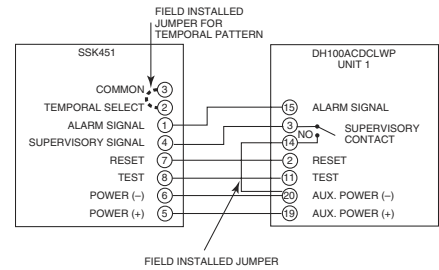 FIELD INSTALLED
JUMPER FOR
TEMPORAL PATTERN
SSK451
COMMON 3
TEMPORAL SELECT 2
ALARM SIGNAL 1
SUPERVISORY SIGNAL 4
RESET 7
TEST 8
POWER (–) 6
POWER (+) 5
DH100ACDCLWP
UNIT 1
15 ALARM SIGNAL
3
NO
14
SUPERVISORY
CONTACT
2 RESET
11 TEST
20 AUX. POWER (–)
19 AUX. POWER (+)
FIELD INSTALLED JUMPER